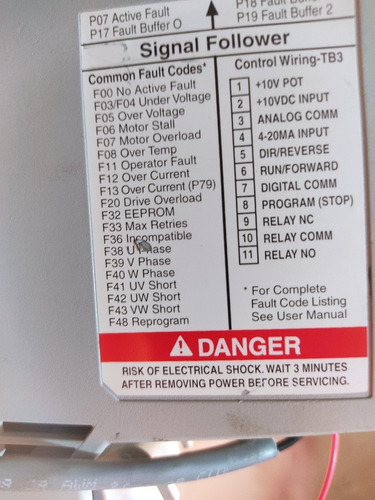 P07 Active Fault
P17 Fault Buffer 0
P18 Fault
P19 Fault Buffer 2
Signal Follower
Common Fault Codes*
F00 No Active Fault
F03/F04 Under Voltage
F05 Over Voltage
F06 Motor Stall
F07 Motor Overload
F08 Over Temp
F11 Operator Fault
F12 Over Current
F13 Over Current (P79)
F20 Drive Overload
F32 EEPROM
F33 Max Retries
F36 Incompatible
F38 U Phase
F39 V Phase
F40 W Phase
F41 UV Short
F42 UW Short
F43 VW Short
F48 Reprogram
Control Wiring-TB3
1 +10V POT
2 +10VDC INPUT
3 ANALOG COMM
4 4-20MA INPUT
5 DIR/REVERSE
6 RUN/FORWARD
7 DIGITAL COMM
8 PROGRAM (STOP)
9 RELAY NC
10 RELAY COMM
11 RELAY NO
* For Complete
Fault Code Listing
See User Manual
DANGER
RISK OF ELECTRICAL SHOCK. WAIT 3 MINUTES
AFTER REMOVING POWER BEFORE SERVICING.